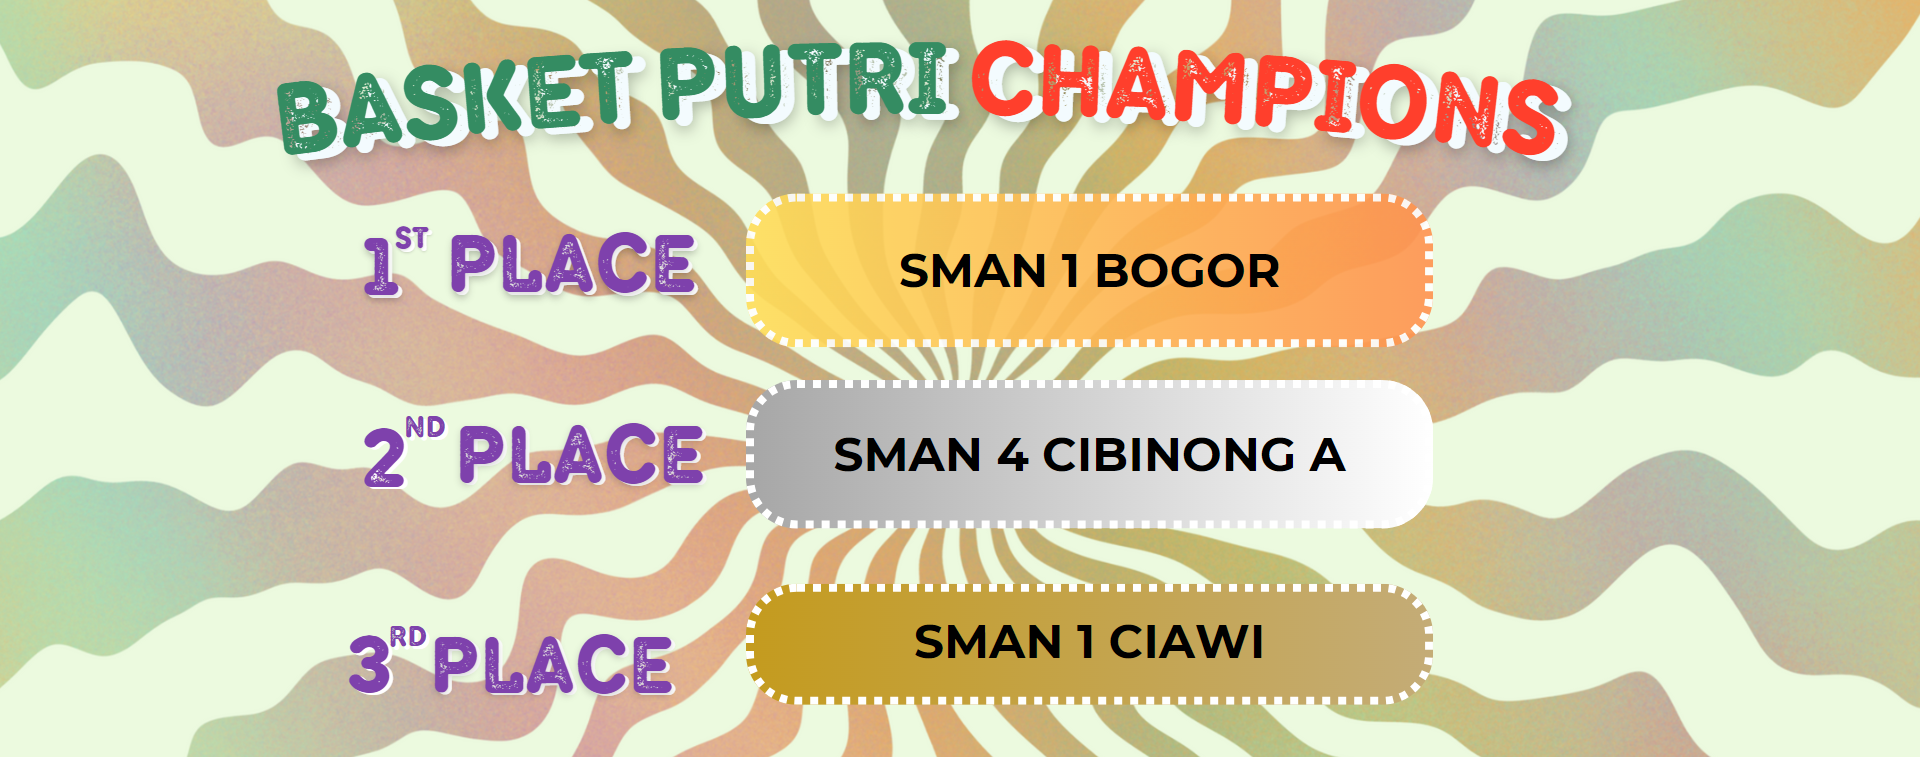 BASKET PUTRI CHAMPIONS
1ST PLACE
SMAN 1 BOGOR
2ND PLACE
SMAN 4 CIBINONG A
3RD PLACE
SMAN 1 CIAWI